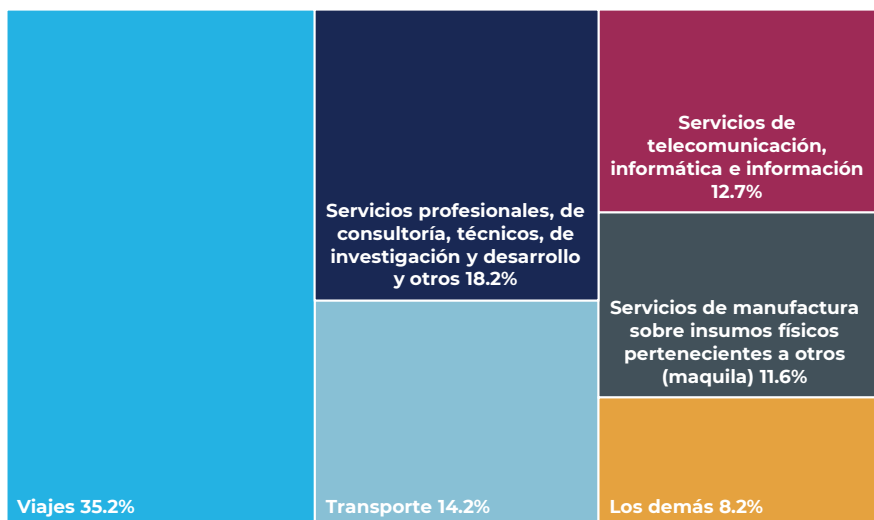 Viajes 35.2%
Servicios profesionales, de
consultoría, técnicos, de
investigación y desarrollo
y otros 18.2%
Transporte 14.2%
Servicios de
telecomunicación,
informática e información
12.7%
Servicios de manufactura
sobre insumos físicos
pertenecientes a otros
(maquila) 11.6%
Los demás 8.2%